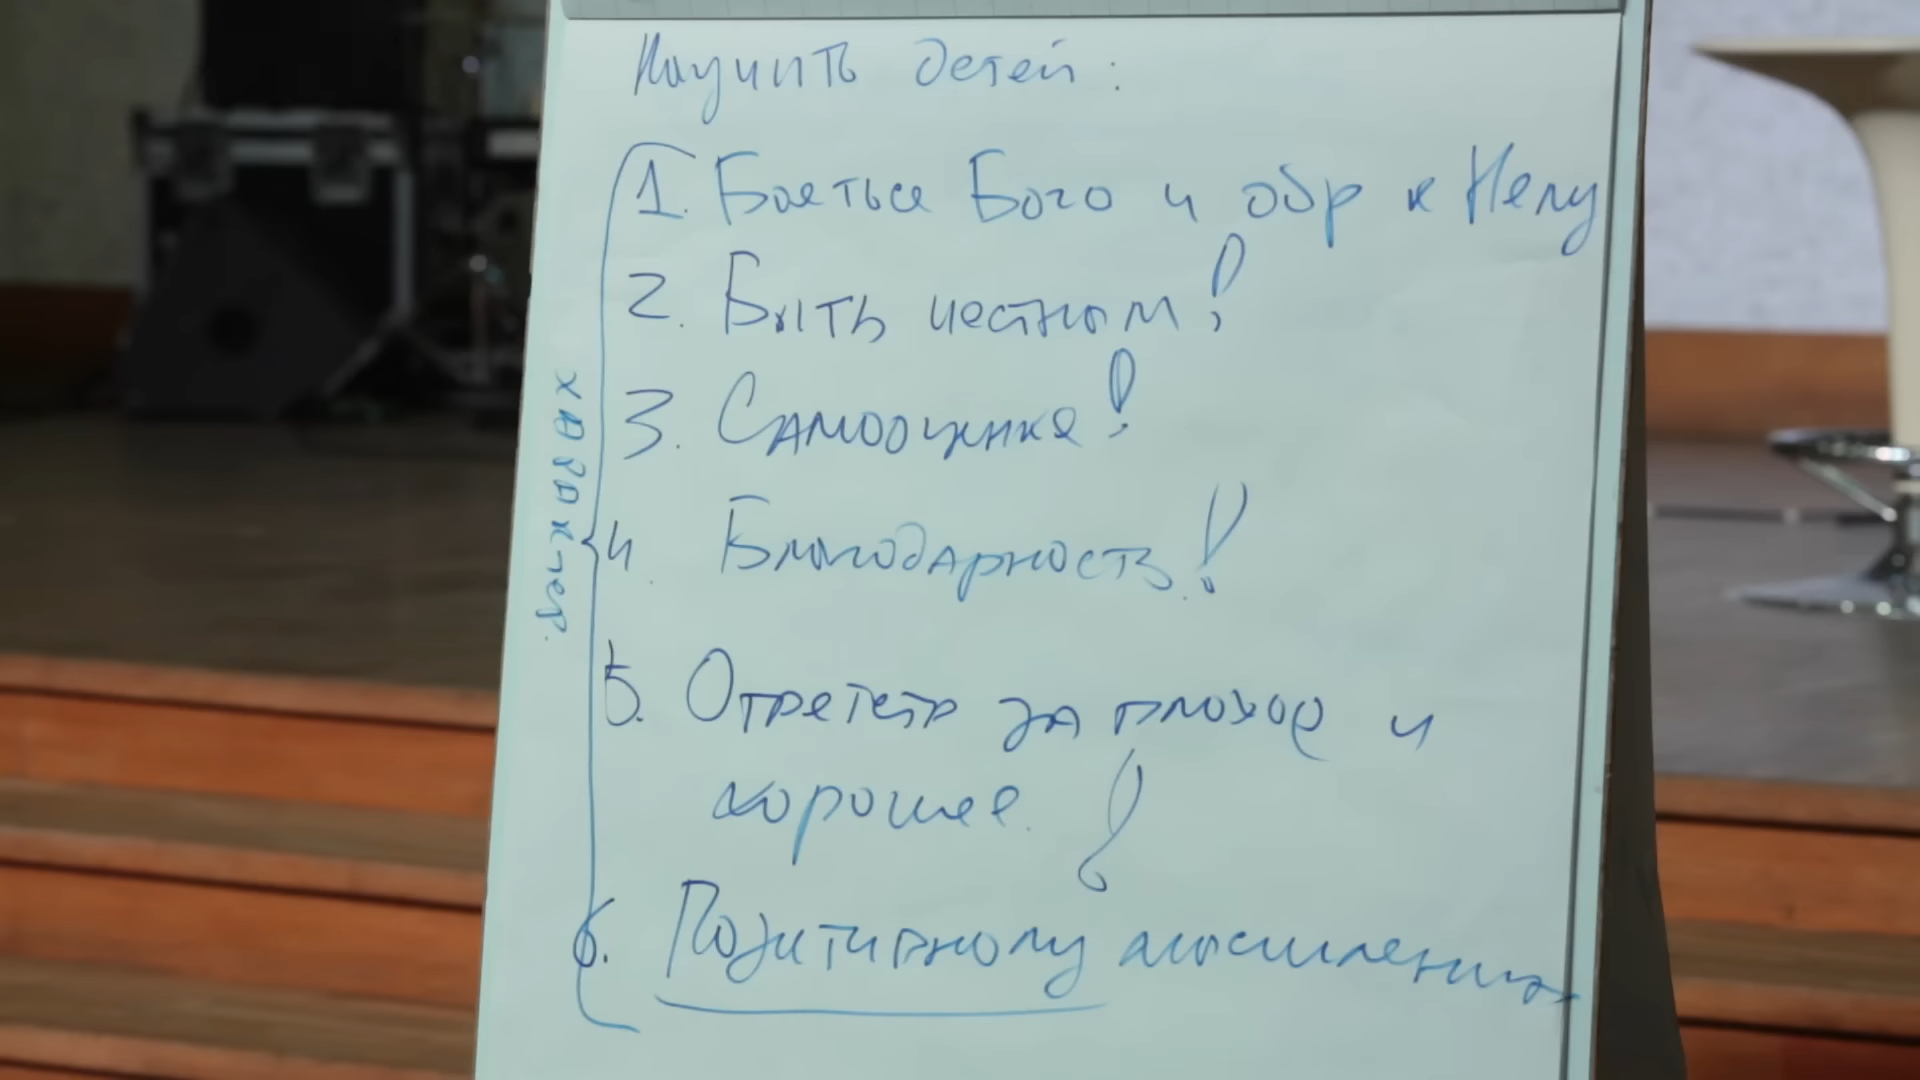 Научить детей:
1. Бояться Бога и обр к Нему
2. Быть честным!
3. Самооценка!
4. Благодарность!
5. Ответств за плохое и
хорошее.!
6. Позитивному мышлению
характер.